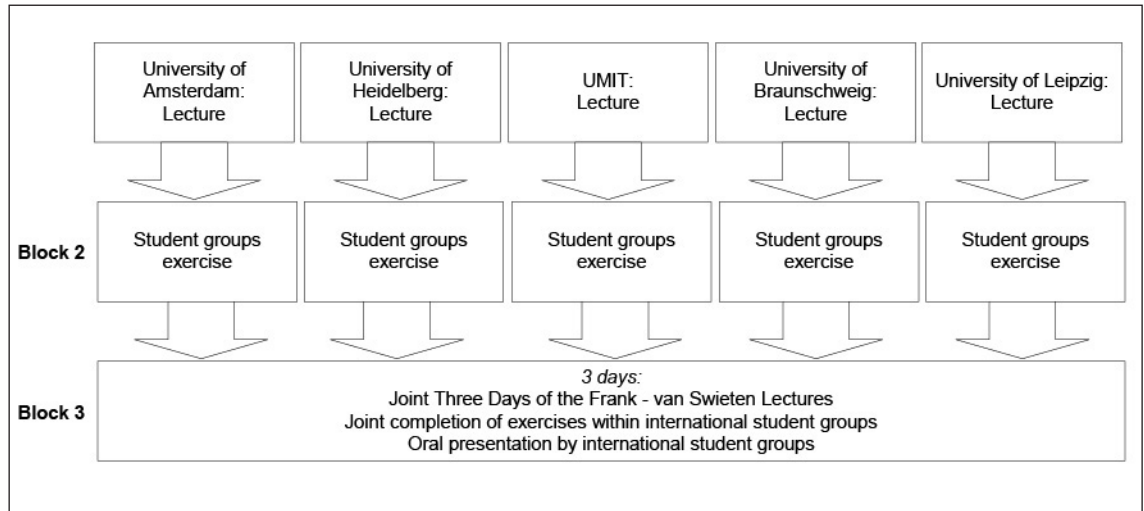 University of
Amsterdam:
Lecture
University of
Heidelberg:
Lecture
UMIT:
Lecture
University of
Braunschweig:
Lecture
University of Leipzig:
Lecture
Block 2
Student groups
exercise
Student groups
exercise
Student groups
exercise
Student groups
exercise
Student groups
exercise
Block 3
3 days:
Joint Three Days of the Frank - van Swieten Lectures
Joint completion of exercises within international student groups
Oral presentation by international student groups